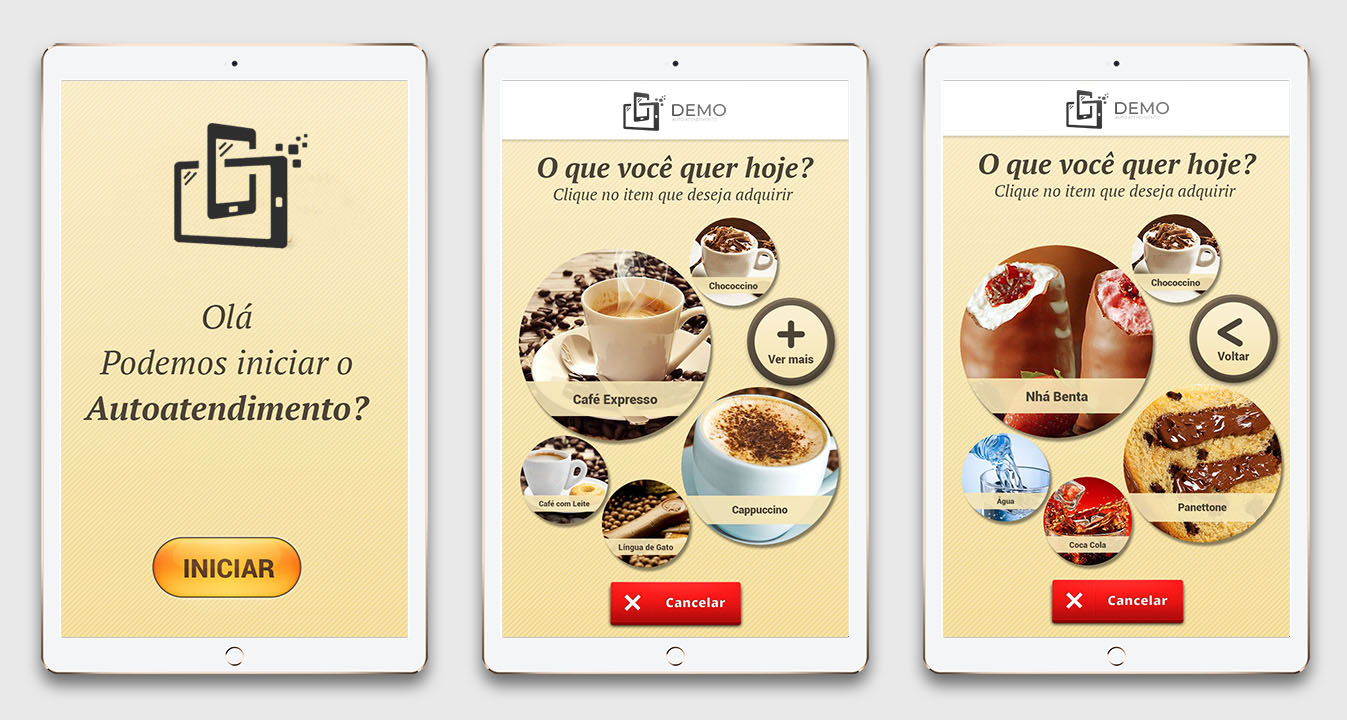 Olá
Podemos iniciar o
Autoatendimento?
INICIAR
DEMO
AUTOATENDIMENTO
O que você quer hoje?
Clique no item que deseja adquirir
Chococcino
Ver mais
Café Expresso
Café com Leite
Cappuccino
Língua de Gato
Cancelar
DEMO
AUTOATENDIMENTO
O que você quer hoje?
Clique no item que deseja adquirir
Chococcino
Voltar
Nhá Benta
Água
Panettone
Coca Cola
Cancelar